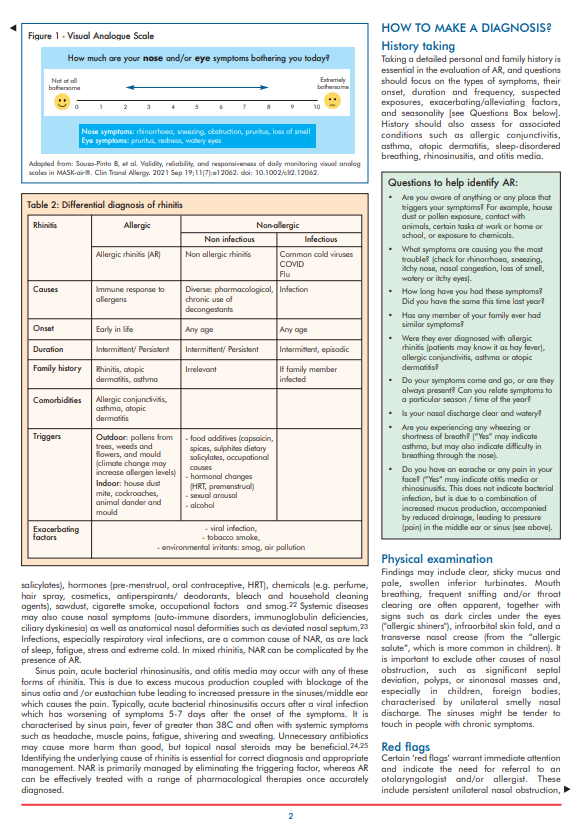 Figure 1 - Visual Analogue Scale
How much are your nose and/or eye symptoms bothering you today?
Not at all
bothersome
Extremely
bothersome
0 1 2 3 4 5 6 7 8 9 10
Nose symptoms: rhinorrhoea, sneezing, obstruction, pruritus, loss of smell
Eye symptoms: pruritus, redness, watery eyes
Adapted from: Sousa-Pinto B, et al. Validity, reliability, and responsiveness of daily monitoring visual analog
scales in MASK-air®. Clin Transl Allergy. 2021 Sep 19;11(7):e12062. doi: 10.1002/clt2.12062.
Table 2: Differential diagnosis of rhinitis
Rhinitis Allergic Non-allergic
Non infectious Infectious
Allergic rhinitis (AR) Non allergic rhinitis Common cold viruses
COVID
Flu
Causes Immune response to Diverse: pharmacological, Infection
allergens chronic use of
decongestants
Onset Early in life Any age Any age
Duration Intermittent/ Persistent Intermittent/ Persistent Intermittent, episodic
Family history Rhinitis, atopic Irrelevant If family member
dermatitis, asthma infected
Comorbidities Allergic conjunctivitis,
asthma, atopic
dermatitis
Triggers Outdoor: pollens from - food additives (capsaicin,
trees, weeds and spices, sulphites dietary
flowers, and mould salicylates, occupational
(climate change may causes
increase allergen levels) - hormonal changes
Indoor: house dust (HRT, premenstrual)
mite, cockroaches, - sexual arousal
animal dander and - alcohol
mould
Exacerbating - viral infection,
factors - tobacco smoke,
- environmental irritants: smog, air pollution
salicylates), hormones (pre-menstrual, oral contraceptive, HRT), chemicals (e.g. perfume,
hair spray, cosmetics, antiperspirants/ deodorants, bleach and household cleaning
agents), sawdust, cigarette smoke, occupational factors and smog.22 Systemic diseases
may also cause nasal symptoms (auto-immune disorders, immunoglobulin deficiencies,
ciliary dyskinesia) as well as anatomical nasal deformities such as deviated nasal septum.23
Infections, especially respiratory viral infections, are a common cause of NAR, as are lack
of sleep, fatigue, stress and extreme cold. In mixed rhinitis, NAR can be complicated by the
presence of AR.
Sinus pain, acute bacterial rhinosinusitis, and otitis media may occur with any of these
forms of rhinitis. This is due to excess mucous production coupled with blockage of the
sinus ostia and /or eustachian tube leading to increased pressure in the sinuses/middle ear
which causes the pain. Typically, acute bacterial rhinosinusitis occurs after a viral infection
which has worsening of symptoms 5-7 days after the onset of the symptoms. It is
characterised by sinus pain, fever of greater than 38C and often with systemic symptoms
such as headache, muscle pains, fatigue, shivering and sweating. Unnecessary antibiotics
may cause more harm than good, but topical nasal steroids may be beneficial.24,25
Identifying the underlying cause of rhinitis is essential for correct diagnosis and appropriate
management. NAR is primarily managed by eliminating the triggering factor, whereas AR
can be effectively treated with a range of pharmacological therapies once accurately
diagnosed.
HOW TO MAKE A DIAGNOSIS?
History taking
Taking a detailed personal and family history is
essential in the evaluation of AR, and questions
should focus on the types of symptoms, their
onset, duration and frequency, suspected
exposures, exacerbating/alleviating factors,
and seasonality [see Questions Box below].
History should also assess for associated
conditions such as allergic conjunctivitis,
asthma, atopic dermatitis, sleep-disordered
breathing, rhinosinusitis, and otitis media.
Questions to help identify AR:
• Are you aware of anything or any place that
triggers your symptoms? For example, house
dust or pollen exposure, contact with
animals, certain tasks at work or home or
school, or exposure to chemicals.
• What symptoms are causing you the most
trouble? (check for rhinorrhoea, sneezing,
itchy nose, nasal congestion, loss of smell,
watery or itchy eyes).
• How long have you had these symptoms?
Did you have the same this time last year?
• Has any member of your family ever had
similar symptoms?
• Were they ever diagnosed with allergic
rhinitis (patients may know it as hay fever),
allergic conjunctivitis, asthma or atopic
dermatitis?
• Do your symptoms come and go, or are they
always present? Can you relate symptoms to
a particular season / time of the year?
• Is your nasal discharge clear and watery?
• Are you experiencing any wheezing or
shortness of breath? ("Yes" may indicate
asthma, but may also indicate difficulty in
breathing through the nose).
• Do you have an earache or any pain in your
face? ("Yes" may indicate otitis media or
rhinosinusitis. This does not indicate bacterial
infection, but is due to a combination of
increased mucus production, accompanied
by reduced drainage, leading to pressure
(pain) in the middle ear or sinus (see above).
Physical examination
Findings may include clear, sticky mucus and
pale, swollen inferior turbinates. Mouth
breathing, frequent sniffing and/or throat
clearing are often apparent, together with
signs such as dark circles under the eyes
("allergic shiners"), infraorbital skin fold, and a
transverse nasal crease (from the "allergic
salute", which is more common in children). It
is important to exclude other causes of nasal
obstruction, such as significant septal
deviation, polyps, or sinonasal masses and,
especially in children, foreign bodies,
characterised by unilateral smelly nasal
discharge. The sinuses might be tender to
touch in people with chronic symptoms.
Red flags
Certain 'red flags' warrant immediate attention
and indicate the need for referral to an
otolaryngologist and/or allergist. These
include persistent unilateral nasal obstruction,
2